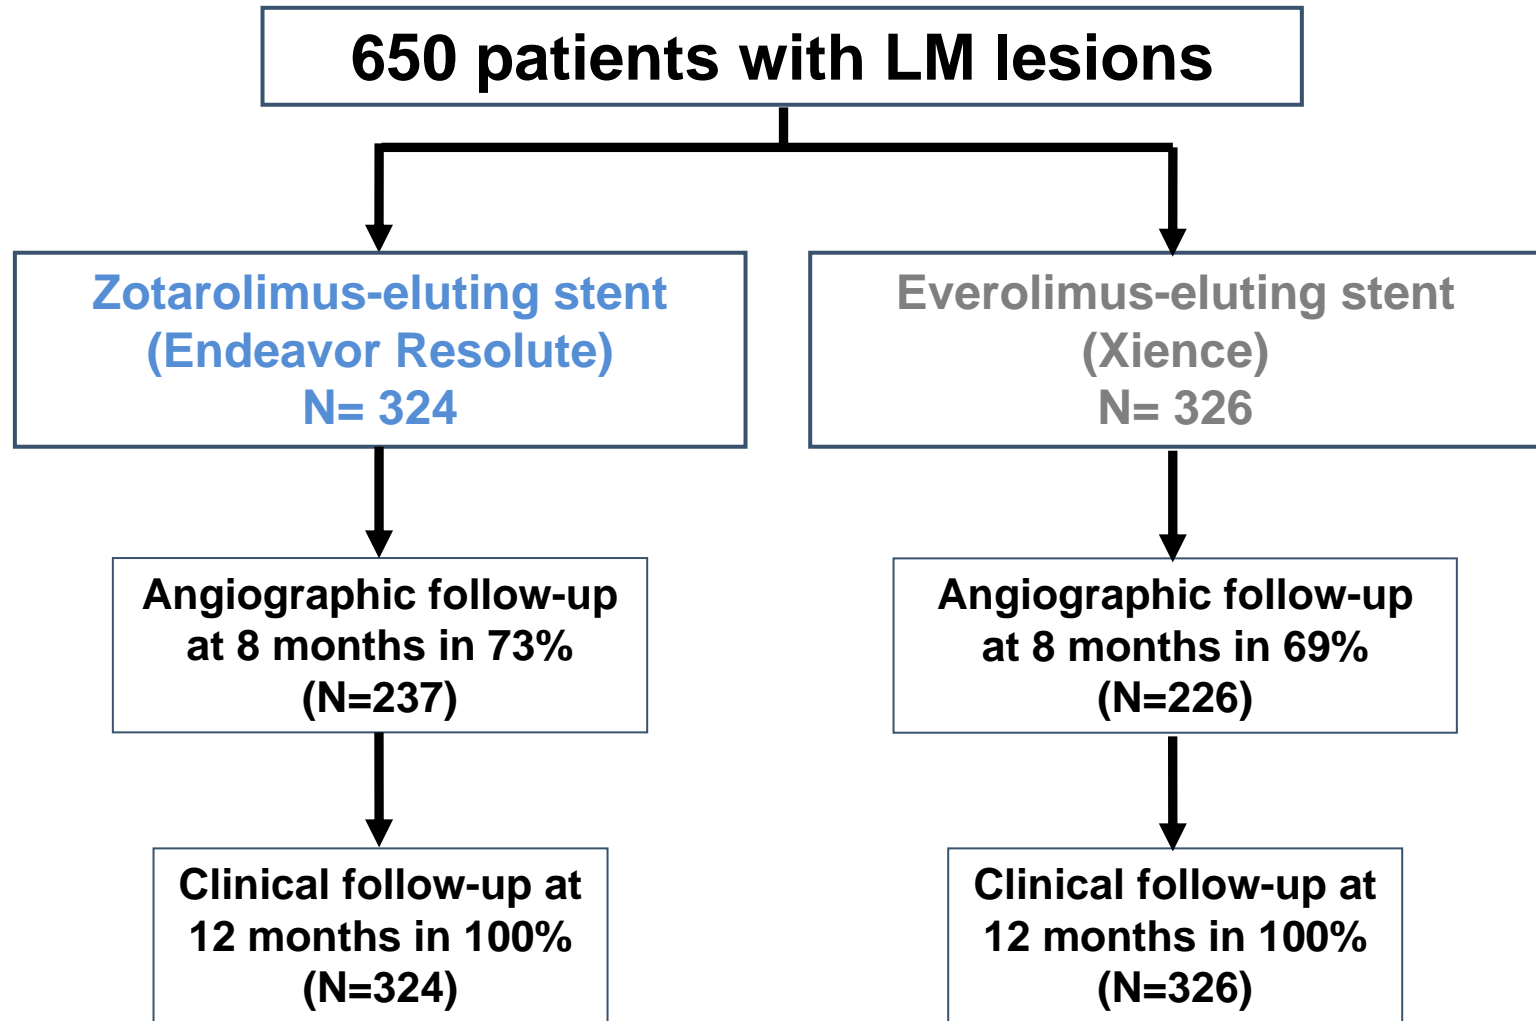 650 patients with LM lesions
Zotarolimus-eluting stent
(Endeavor Resolute)
N= 324
Everolimus-eluting stent
(Xience)
N= 326
Angiographic follow-up
at 8 months in 73%
(N=237)
Angiographic follow-up
at 8 months in 69%
(N=226)
Clinical follow-up at
12 months in 100%
(N=324)
Clinical follow-up at
12 months in 100%
(N=326)